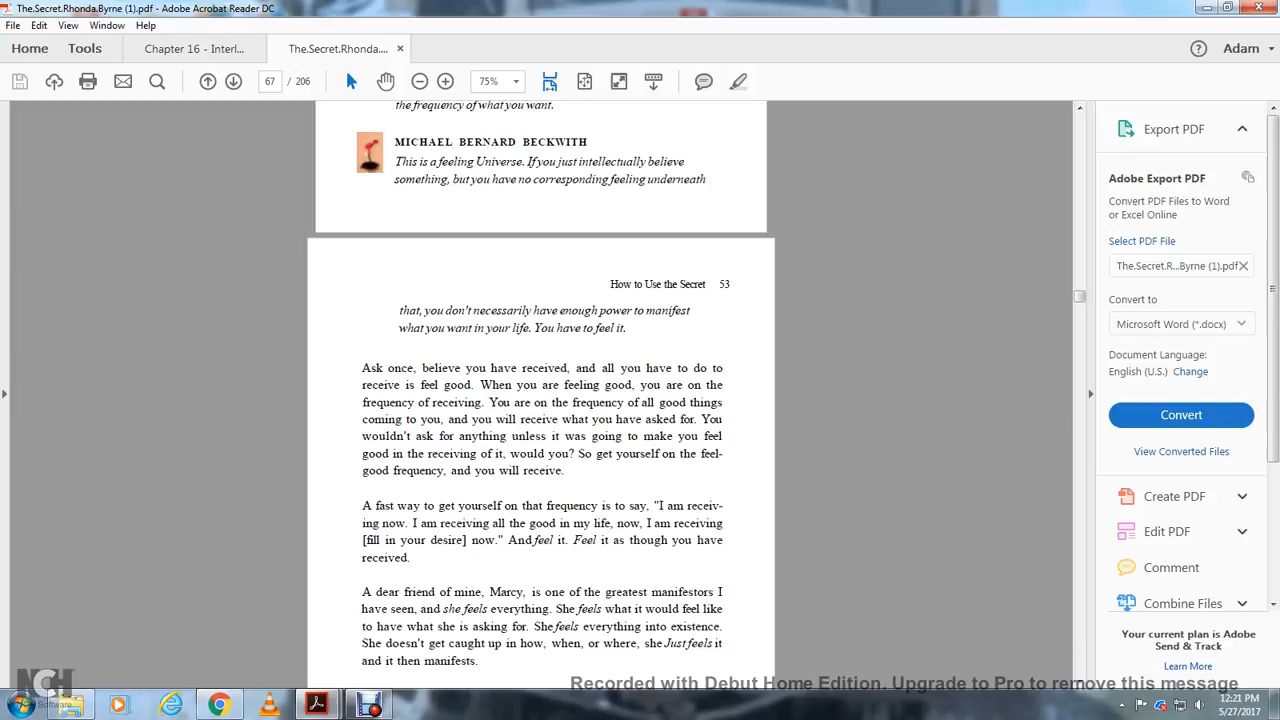 The.Secret.Rhonda.Byrne (1).pdf - Adobe Acrobat Reader DC
File Edit View Window Help
Home Tools Chapter 16 - Interl... The.Secret.Rhonda.... × Adam
67 / 206 75%
the frequency of what you want.
MICHAEL BERNARD BECKWITH
This is a feeling Universe. If you just intellectually believe
something, but you have no corresponding feeling underneath
How to Use the Secret 53
that, you don't necessarily have enough power to manifest
what you want in your life. You have to feel it.
Ask once, believe you have received, and all you have to do to
receive is feel good. When you are feeling good, you are on the
frequency of receiving. You are on the frequency of all good things
coming to you, and you will receive what you have asked for. You
wouldn't ask for anything unless it was going to make you feel
good in the receiving of it, would you? So get yourself on the feel-
good frequency, and you will receive.
A fast way to get yourself on that frequency is to say, "I am receiv-
ing now. I am receiving all the good in my life, now, I am receiving
[fill in your desire] now." And feel it. Feel it as though you have
received.
A dear friend of mine, Marcy, is one of the greatest manifestors I
have seen, and she feels everything. She feels what it would feel like
to have what she is asking for. She feels everything into existence.
She doesn't get caught up in how, when, or where, she Just feels it
and it then manifests.
Export PDF
Adobe Export PDF
Convert PDF Files to Word
or Excel Online
Select PDF File
The.Secret.R...Byrne (1).pdf ×
Convert to
Microsoft Word (*.docx)
Document Language:
English (U.S.) Change
Convert
View Converted Files
Create PDF
Edit PDF
Comment
Combine Files
Your current plan is Adobe
Send & Track
Learn More
NCH
Software
Recorded with Debut Home Edition. Upgrade to Pro to remove this message
12:21 PM
5/27/2017